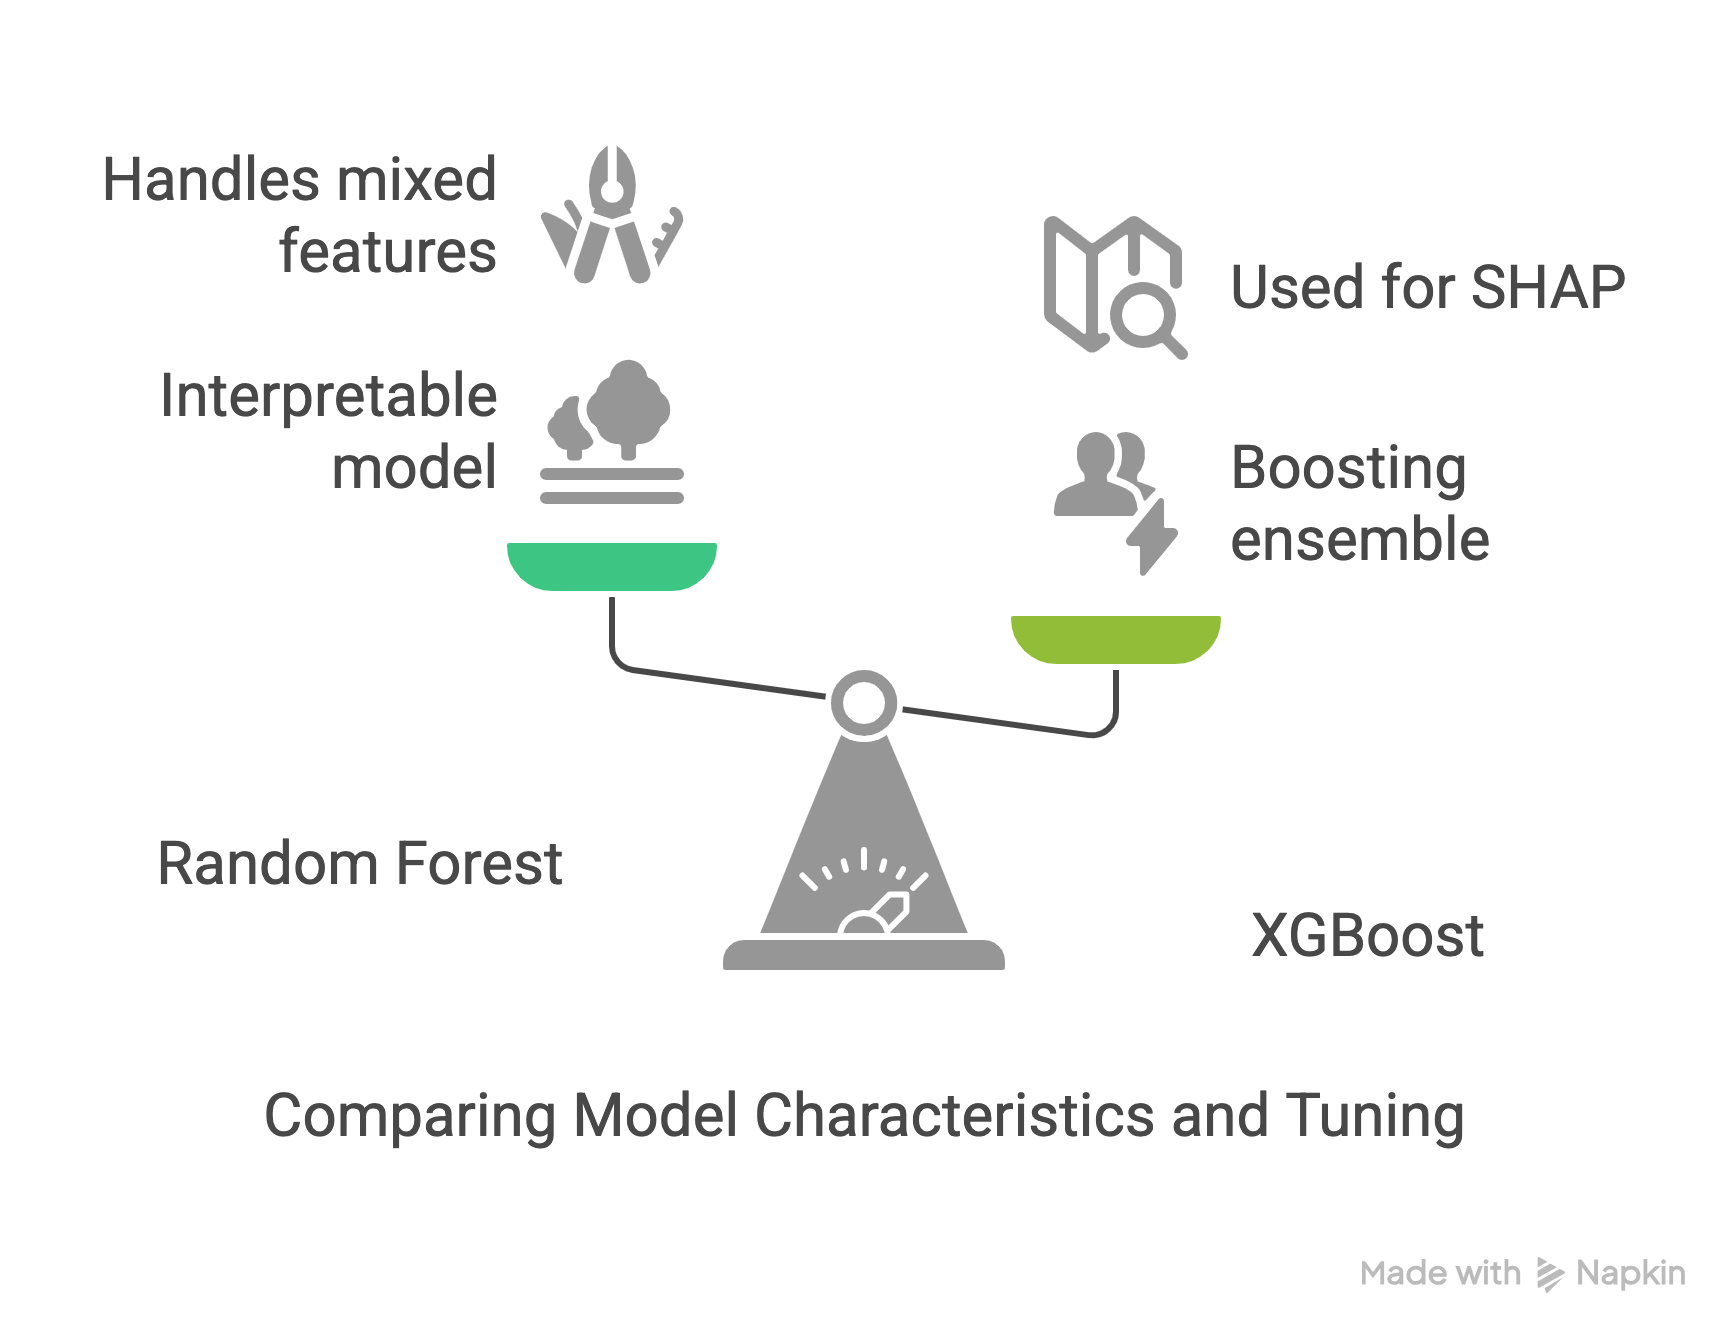 Handles mixed
features
Interpretable
model
Used for SHAP
Boosting
ensemble
Random Forest
XGBoost
Comparing Model Characteristics and Tuning
Made with Napkin